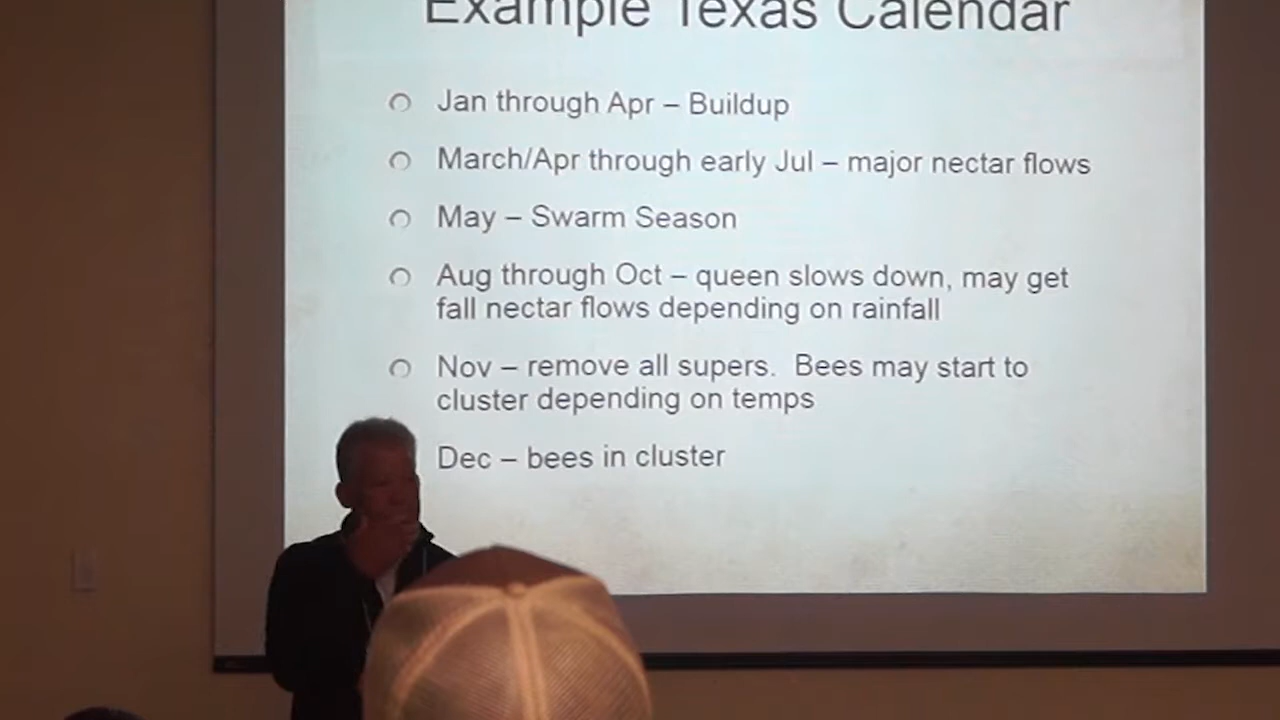 Example Texas Calendar
Jan through Apr – Buildup
March/Apr through early Jul – major nectar flows
May – Swarm Season
Aug through Oct – queen slows down, may get
fall nectar flows depending on rainfall
Nov – remove all supers.  Bees may start to
cluster depending on temps
Dec – bees in cluster